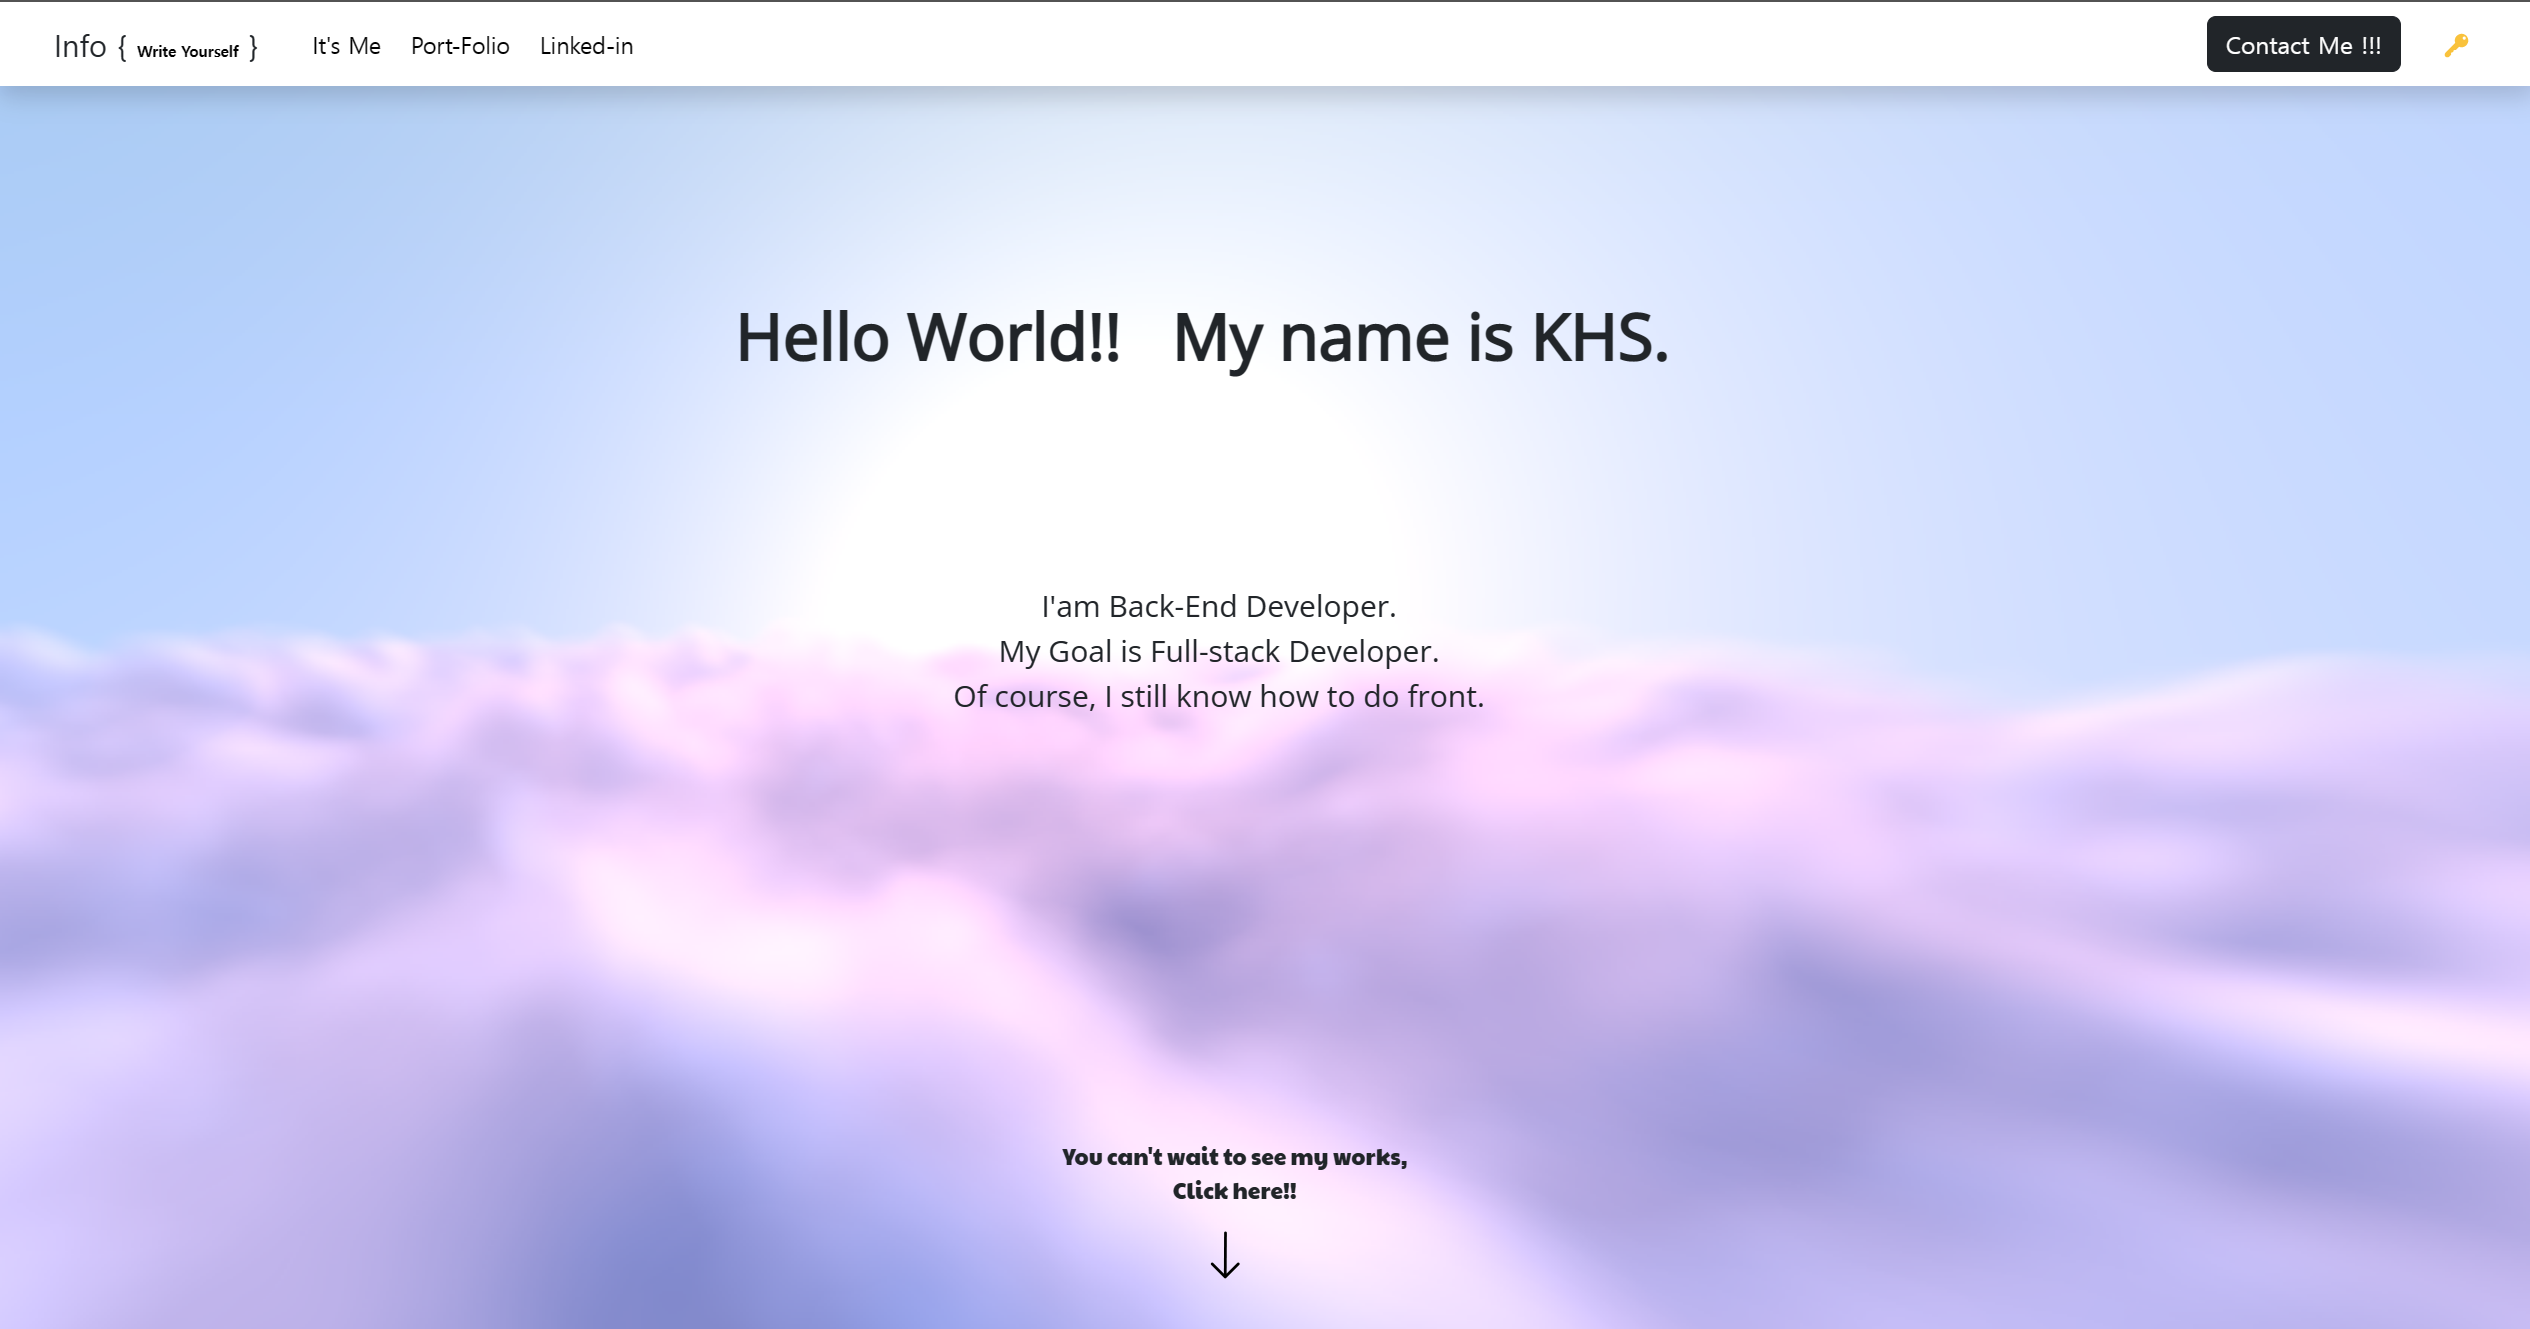 Info { Write Yourself } It's Me Port-Folio Linked-in Contact Me !!!
Hello World!! My name is KHS.
I'am Back-End Developer.
My Goal is Full-stack Developer.
Of course, I still know how to do front.
You can't wait to see my works,
Click here!!